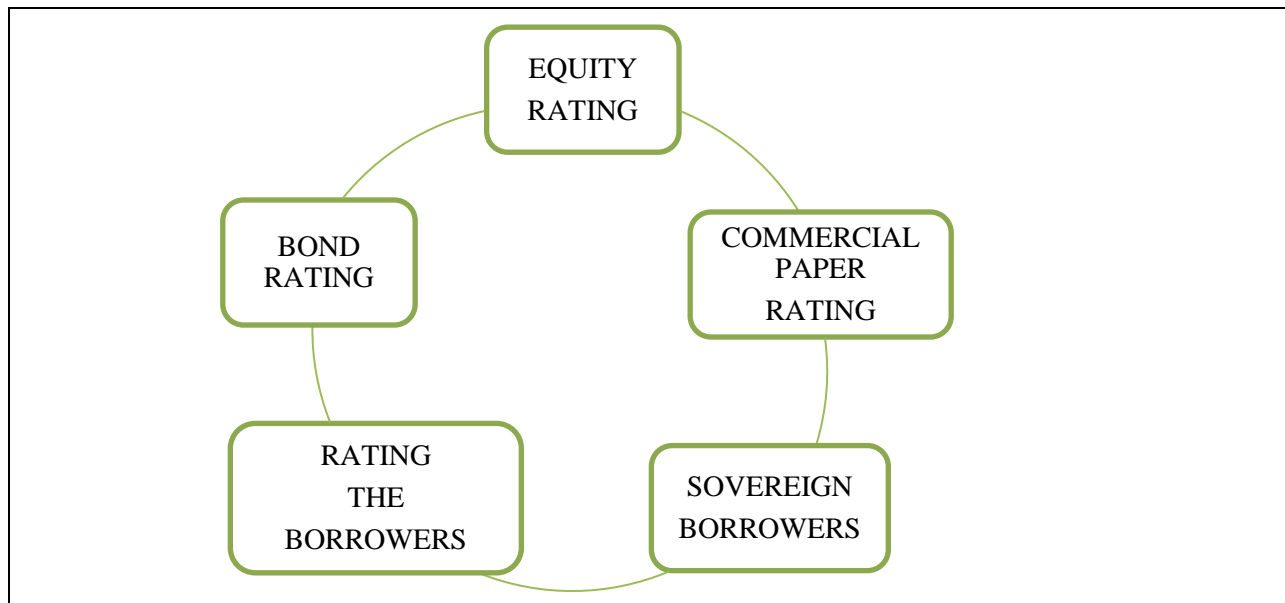 EQUITY
RATING
BOND
RATING
COMMERCIAL
PAPER
RATING
RATING
THE
BORROWERS
SOVEREIGN
BORROWERS